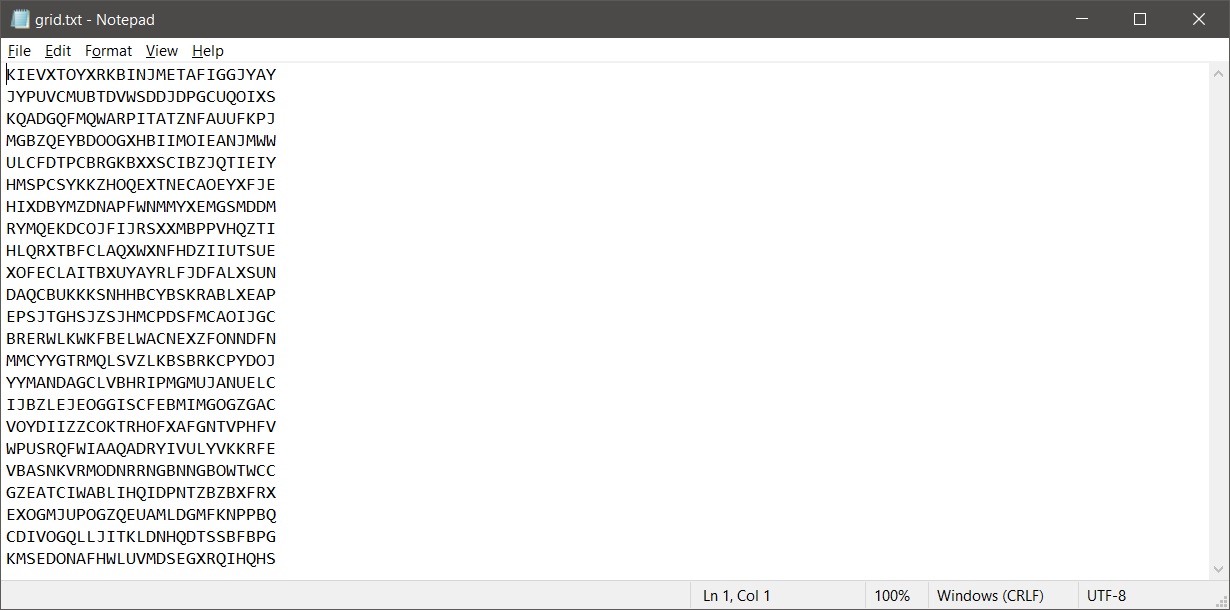 grid.txt - Notepad
File Edit Format View Help
KIEVXTOYXRKBINJMETAFIGGJYAY
JYPUVCMUBTDVWSDDJDPGCUQOIXS
KQADGQFMQWARPITATZNFAUUFKPJ
MGBZQEYBDOOGXHBIIMOIEANJMWW
ULCFDTPCBRGKBXXSCIBZJQTIEIY
HMSPCSYKKZHOQEXTNECAOEYXFJE
HIXDBYMZDNAPFWNMMYXEMGSMDDM
RYMQEKDCOJFIJRSXXMBPPVHQZTI
HLQRXTBFCLAQXWXNFHDZIIUTSUE
XOFECLAITBXUYAYRLFJDFALXSUN
DAQCBUKKKSNHHBCYBSKRABLXEAP
EPSJTGHSJZSJHMCPDSFMCAOIJGC
BRERWLKWKFBELWACNEXZFONNDFN
MMCYYGTRMQLSVZLKBSBRKCPYDOJ
YYMANDAGCLVBHRIPMGMUJANUELC
IJBZLEJEOGGISCFEBMIMGOGZGAC
VOYDIIZZCOKTRHOFXAFGNTVPHFV
WPUSRQFWIAAQADRYIVULYVKKRFE
VBASNKVRMODNRRNGBNNGBOWTWCC
GZEATCIWABLIHQIDPNTZBZBXFRX
EXOGMJUPOGZQEUAMLDGMFKNPPBQ
CDIVOGQLLJITKLDNHQDTSSBFBPG
KMSEDONAFHWLUVMDSEGXRQIHQHS
Ln 1, Col 1 100% Windows (CRLF) UTF-8